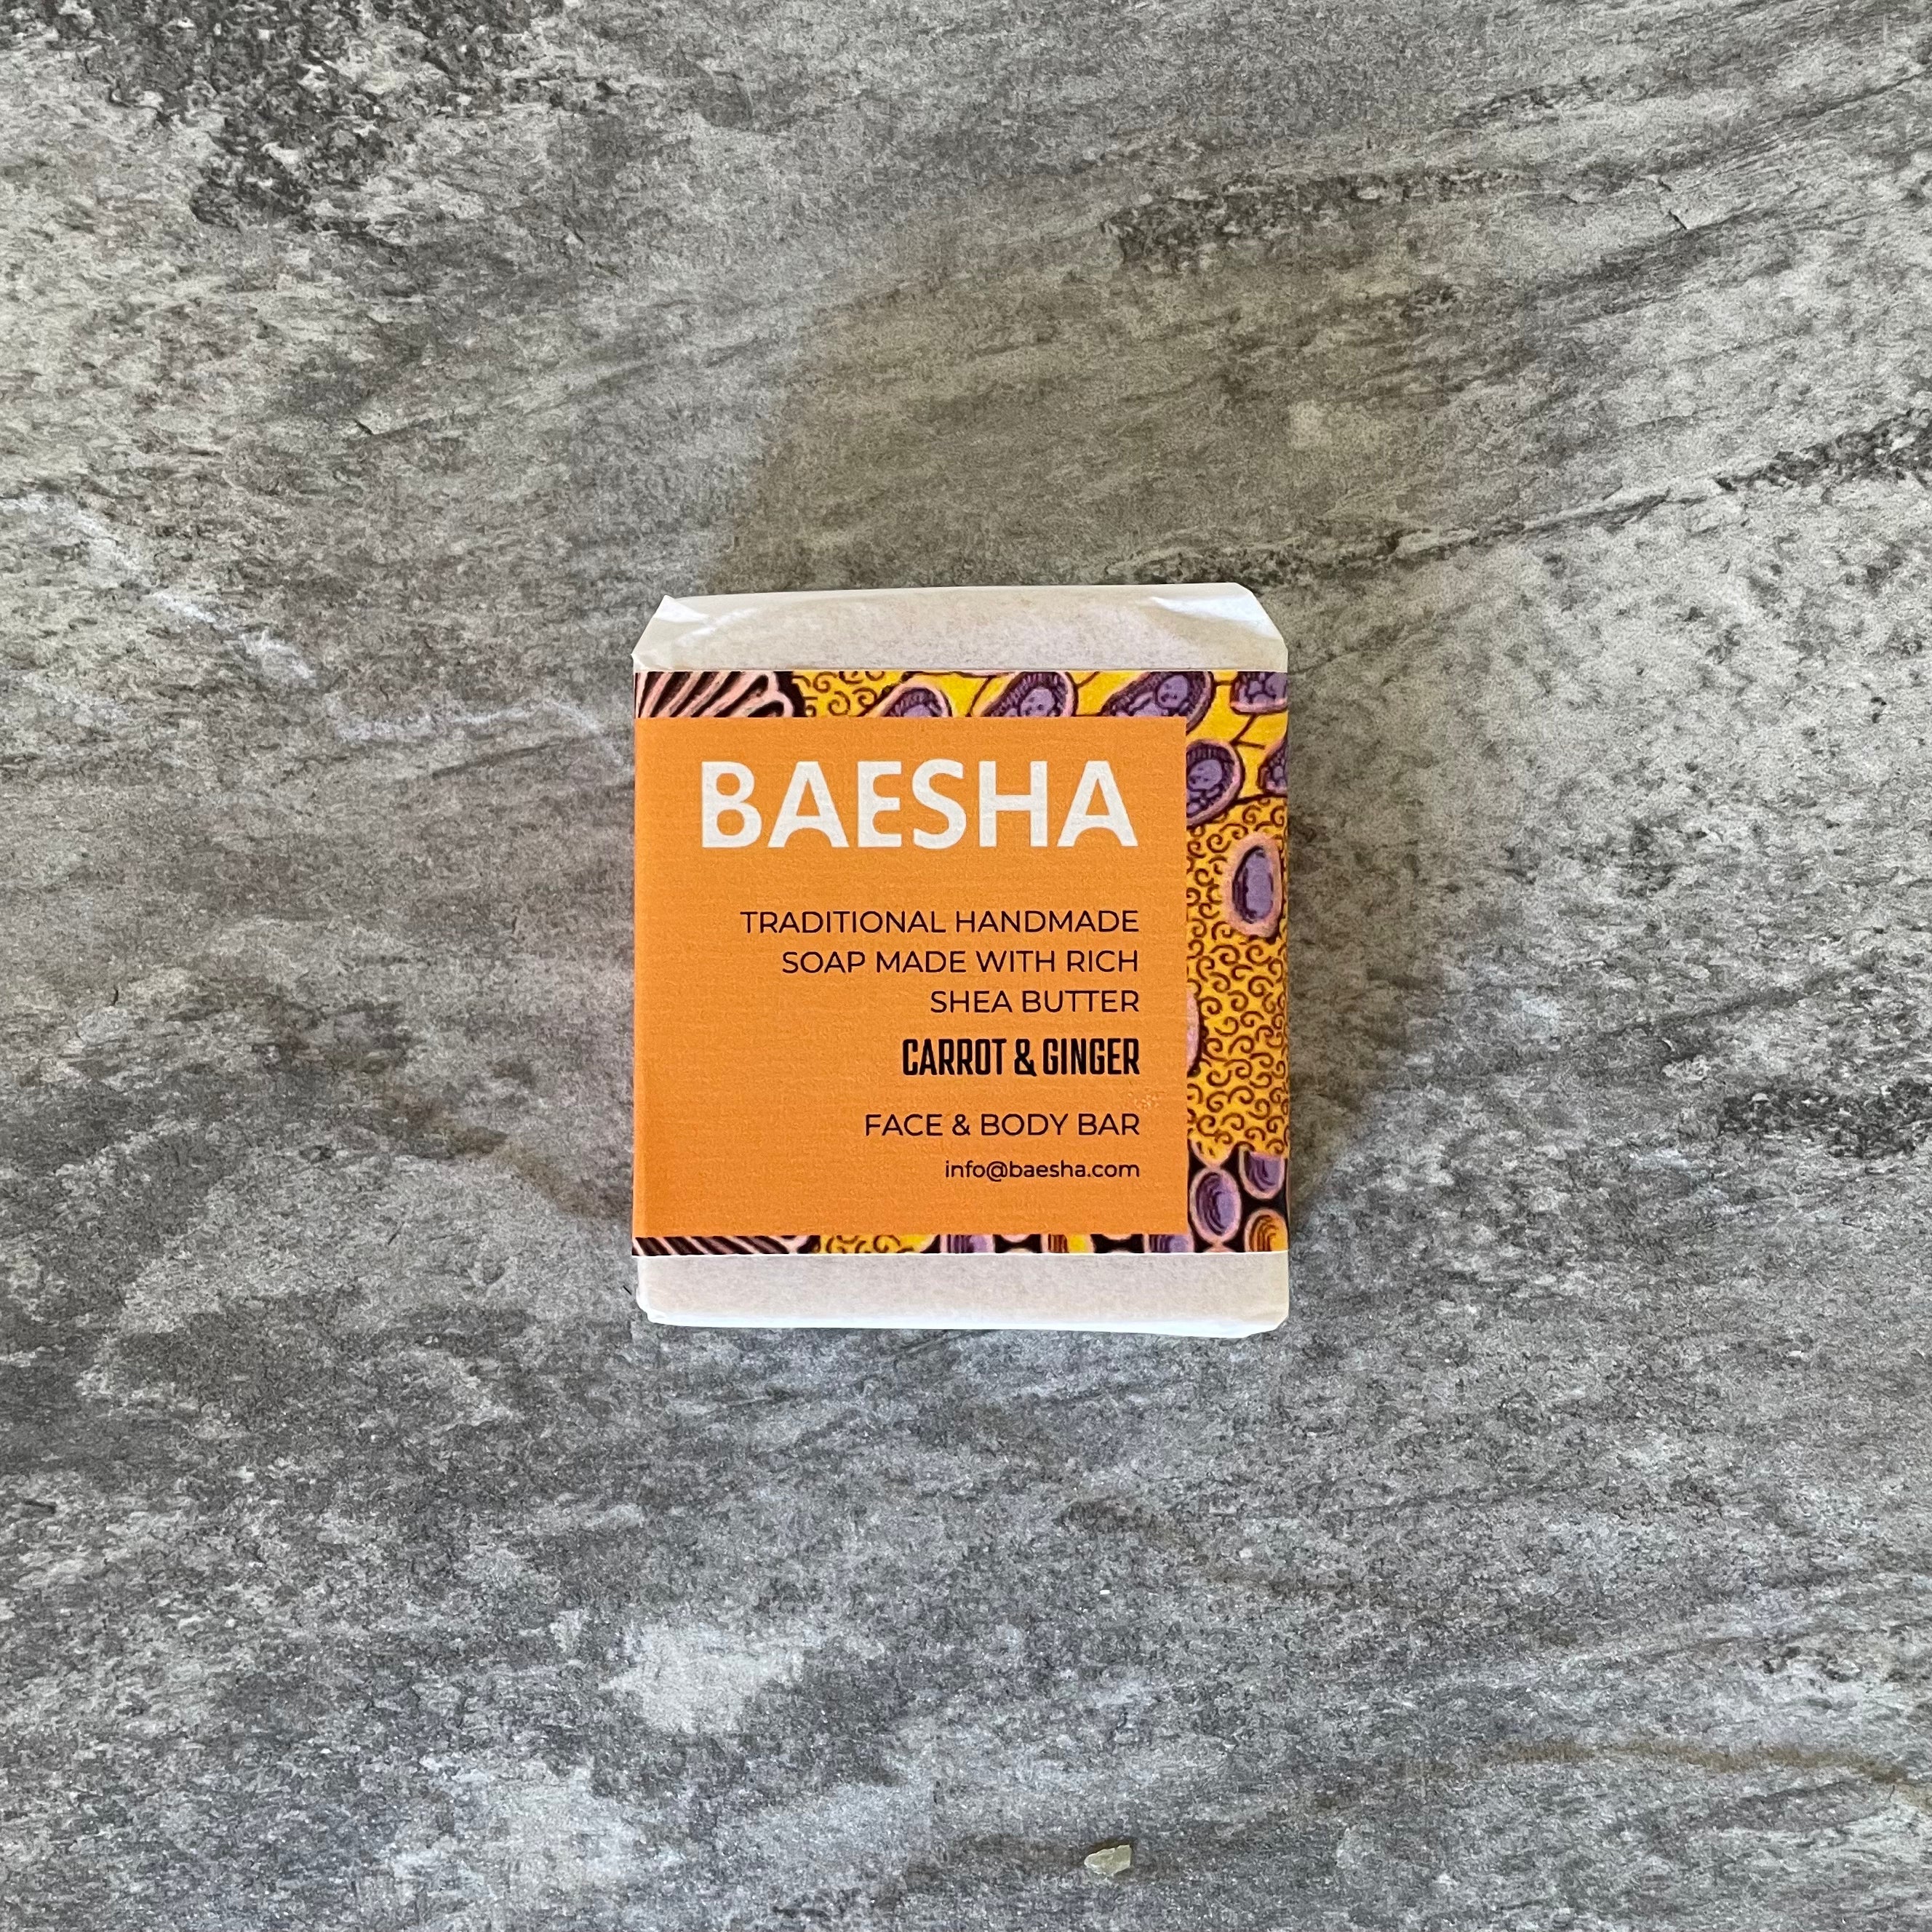 BAESHA
TRADITIONAL HANDMADE
SOAP MADE WITH RICH
SHEA BUTTER
CARROT & GINGER
FACE & BODY BAR
info@baesha.com